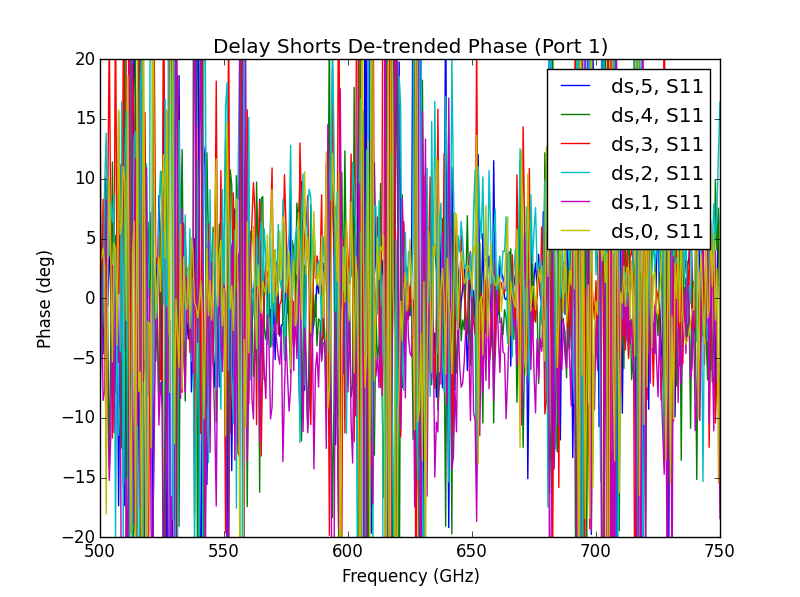 Delay Shorts De-trended Phase (Port 1)
20
15
10
5
0
−5
−10
−15
−20
Phase (deg)
ds,5, S11
ds,4, S11
ds,3, S11
ds,2, S11
ds,1, S11
ds,0, S11
500
550
600
650
700
750
Frequency (GHz)